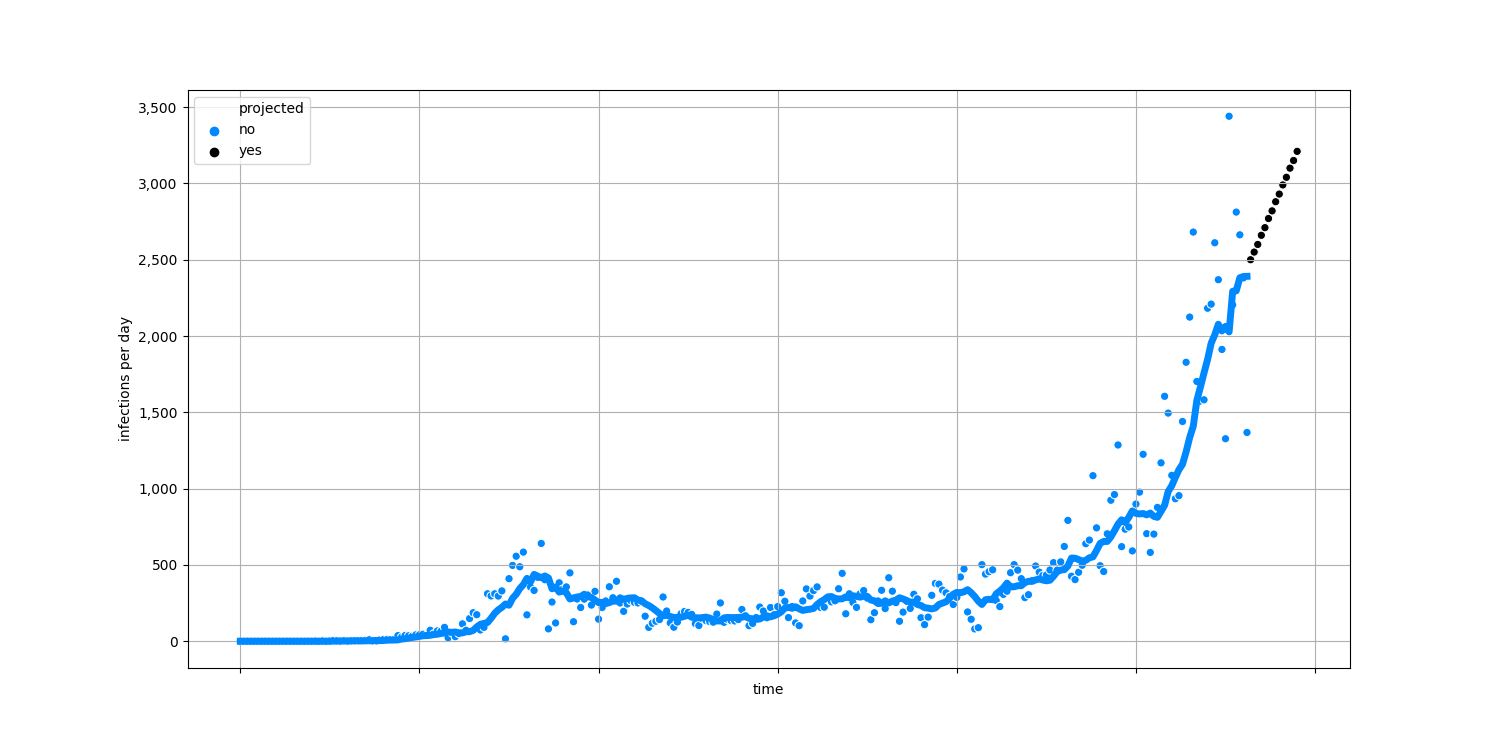 projected
no
yes
3,500
3,000
2,500
2,000
1,500
1,000
500
0
infections per day
time